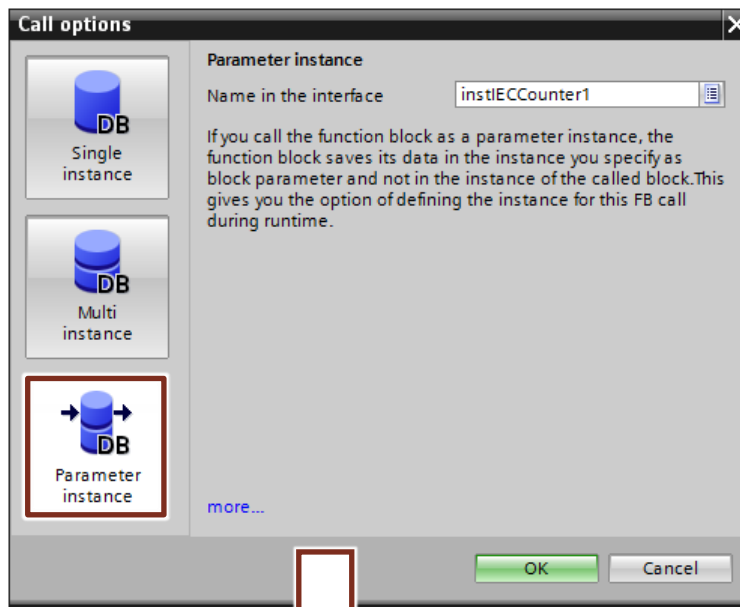 Call options
DB
Single
instance
DB
Multi
instance
DB
Parameter
instance
Parameter instance
Name in the interface instIECCounter1
If you call the function block as a parameter instance, the
function block saves its data in the instance you specify as
block parameter and not in the instance of the called block.This
gives you the option of defining the instance for this FB call
during runtime.
more...
OK Cancel